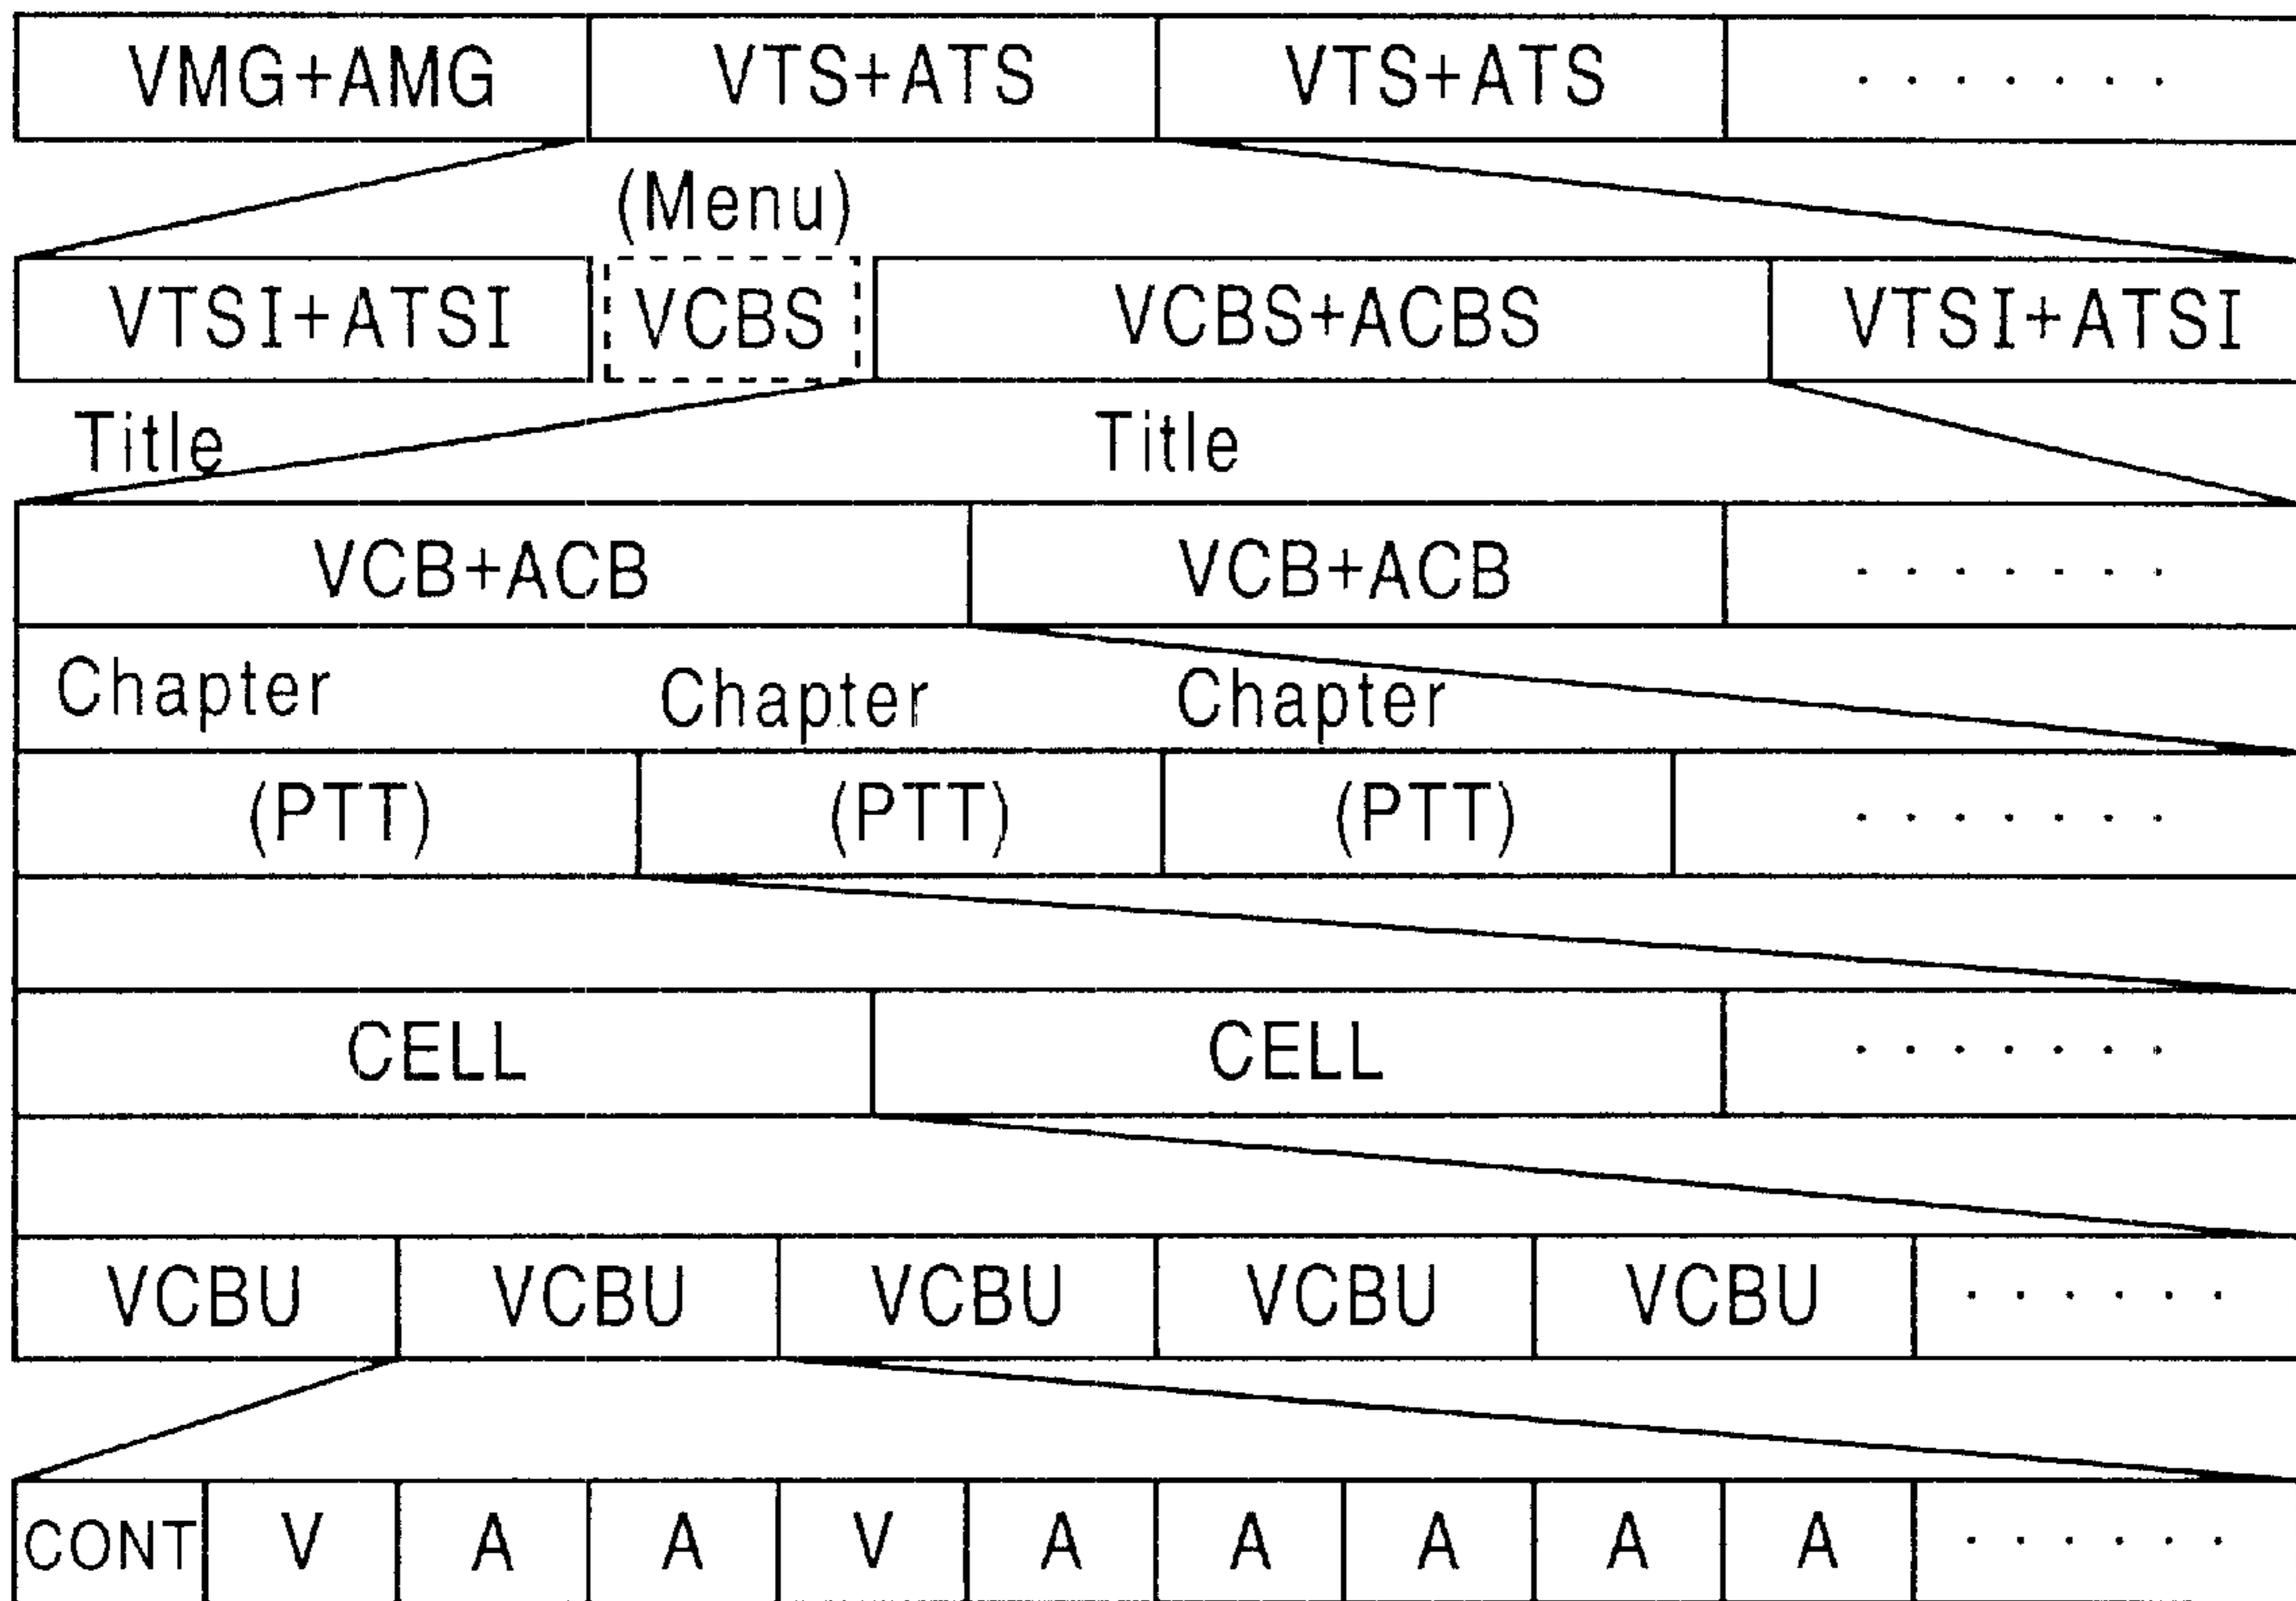 VMG+AMG VTS+ATS VTS+ATS .......
(Menu)
VTSI+ATSI VCBS VCBS+ACBS VTSI+ATSI
Title Title
VCB+ACB VCB+ACB .......
Chapter Chapter Chapter
(PTT) (PTT) (PTT) .......
CELL CELL .......
VCBU VCBU VCBU VCBU VCBU ......
CONT V A A V A A A A A ......